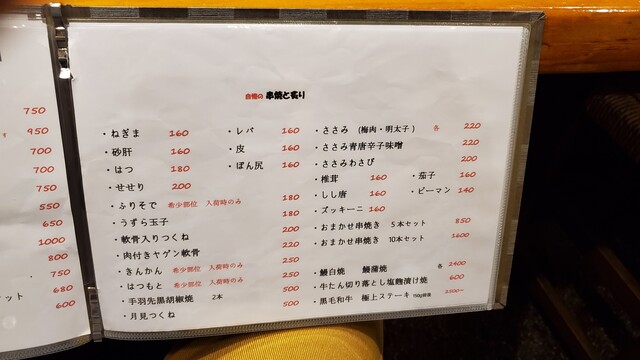 750
す 950
700
700
750
550
650
1000
800
750
ット 680
600
自慢の 串焼と炙り
・ねぎま 160
・砂肝 160
・はつ 180
・せせり 200
・ふりそで 希少部位 入荷時のみ 180
・うずら玉子 180
・軟骨入りつくね 200
・肉付きヤゲン軟骨 220
・きんかん 希少部位 入荷時のみ 250
・はつもと 希少部位 入荷時のみ 250
・手羽先黒胡椒焼 2本 500
・月見つくね 500
・レバ 160
・皮 160
・ぼん尻 160
・ささみ (梅肉・明太子) 各 220
・ささみ青唐辛子味噌 220
・ささみわさび 200
・椎茸 160 ・茄子 160
・しし唐 160 ・ピーマン 140
・ズッキーニ 160
・おまかせ串焼き 5本セット 850
・おまかせ串焼き 10本セット 1600
・鰻白焼 鰻蒲焼 各 2400
・牛たん切り落とし塩麹漬け焼 600
・黒毛和牛 極上ステーキ